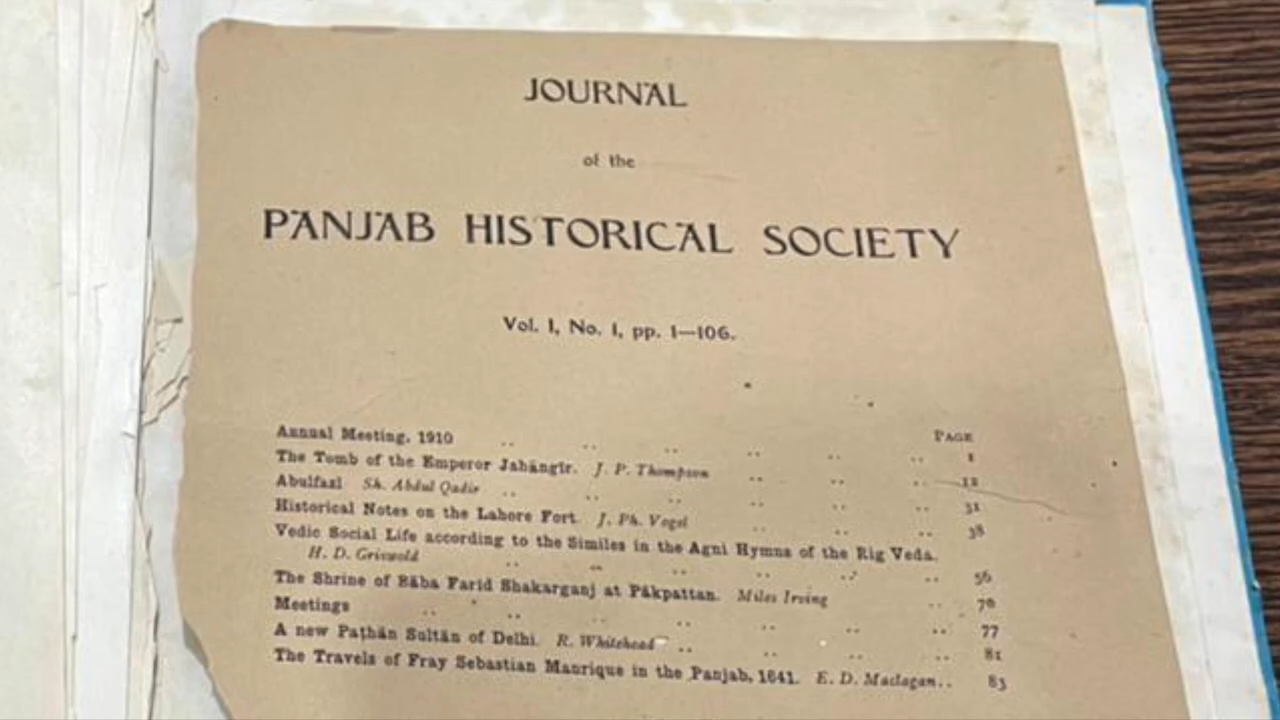 JOURNAL
of the
PANJAB HISTORICAL SOCIETY
Vol. I, No. 1, pp. 1—106.
PAGE
Annual Meeting, 1910 .. .. .. .. .. .. 1
The Tomb of the Emperor Jahāngīr. J. P. Thompson .. .. .. 12
Abulfazl Sh. Abdul Qadir .. .. .. .. .. .. 31
Historical Notes on the Lahore Fort. J. Ph. Vogel .. .. .. 38
Vedic Social Life according to the Similes in the Agni Hymns of the Rig Veda.
H. D. Griswold .. .. .. .. .. .. 56
The Shrine of Bāba Farid Shakarganj at Pākpattan. Miles Irving .. 70
Meetings .. .. .. .. .. .. .. 77
A new Paṭhān Sultān of Delhi. R. Whitehead .. .. .. .. 81
The Travels of Fray Sebastian Manrique in the Panjab, 1641. E. D. Maclagan.. 83